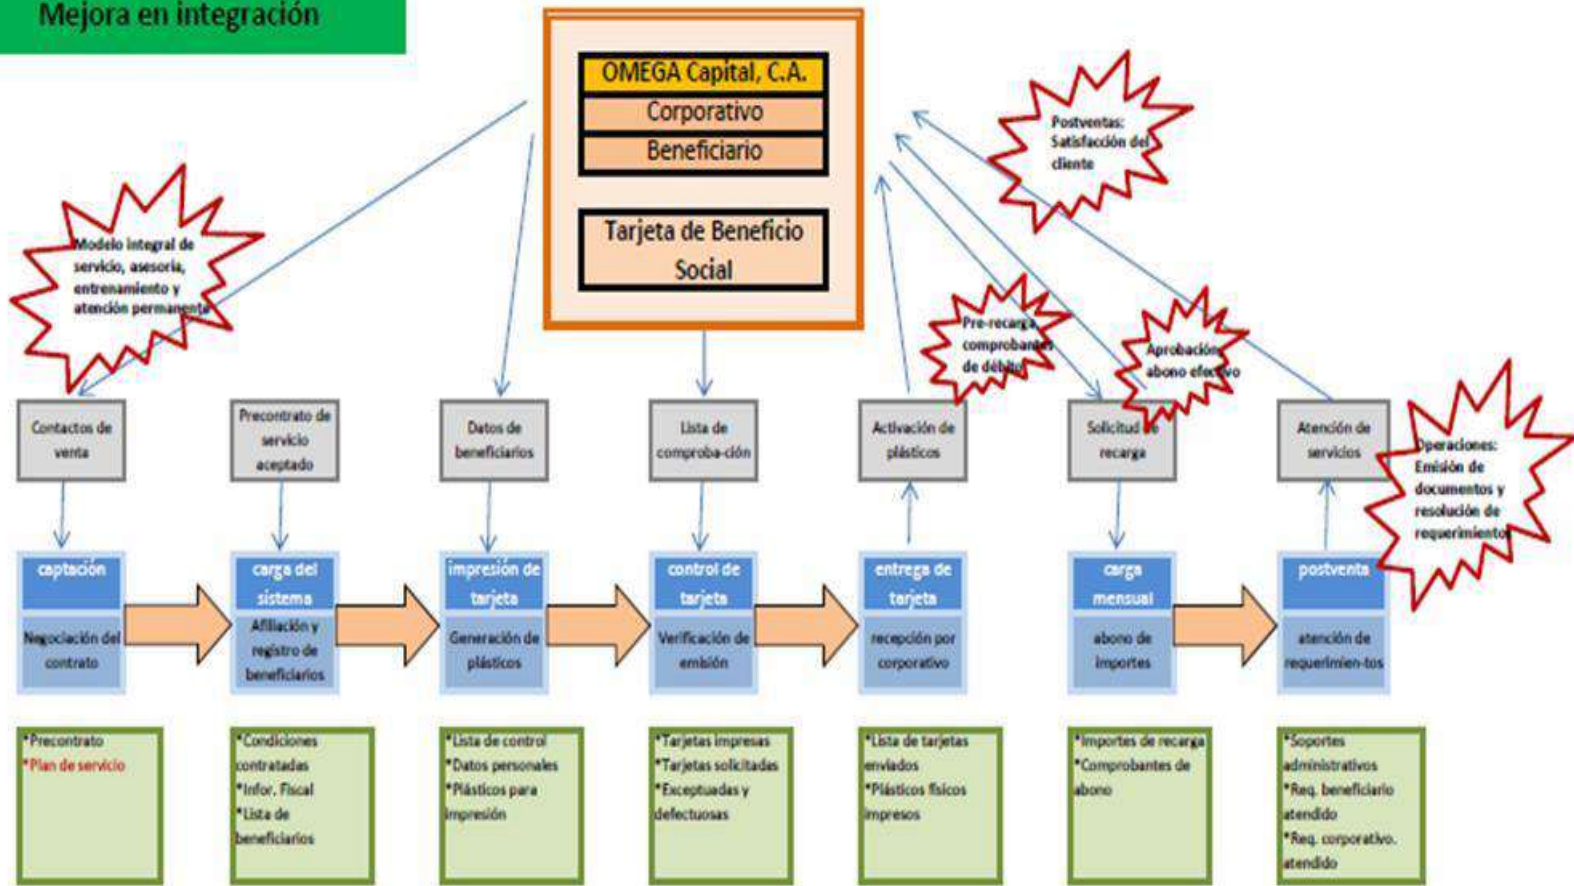 Mejora en integración
OMEGA Capital, C.A.
Corporativo
Beneficiario
Tarjeta de Beneficio
Social
Postventas:
Satisfacción del
cliente
Modelo integral de
servicio, asesoría,
entrenamiento y
atención permanente
Pre-recarga
comprobantes
de débito
Aprobación,
abono efectivo
Operaciones:
Emisión de
documentos y
resolución de
requerimientos
Contactos de
venta
Precontrato de
servicio
aceptado
Datos de
beneficiarios
Lista de
comproba-ción
Activación de
plásticos
Solicitud de
recarga
Atención de
servicios
captación
Negociación del
contrato
carga del
sistema
Afiliación y
registro de
beneficiarios
impresión de
tarjeta
Generación de
plásticos
control de
tarjeta
Verificación de
emisión
entrega de
tarjeta
recepción por
corporativo
carga
mensual
abono de
importes
postventa
atención de
requerimien-tos
*Precontrato
*Plan de servicio
*Condiciones
contratadas
*Infor. Fiscal
*Lista de
beneficiarios
*Lista de control
*Datos personales
*Plásticos para
impresión
*Tarjetas impresas
*Tarjetas solicitadas
*Exceptuadas y
defectuosas
*Lista de tarjetas
enviados
*Plásticos físicos
impresos
*Importes de recarga
*Comprobantes de
abono
*Soportes
administrativos
*Req. beneficiario
atendido
*Req. corporativo.
atendido